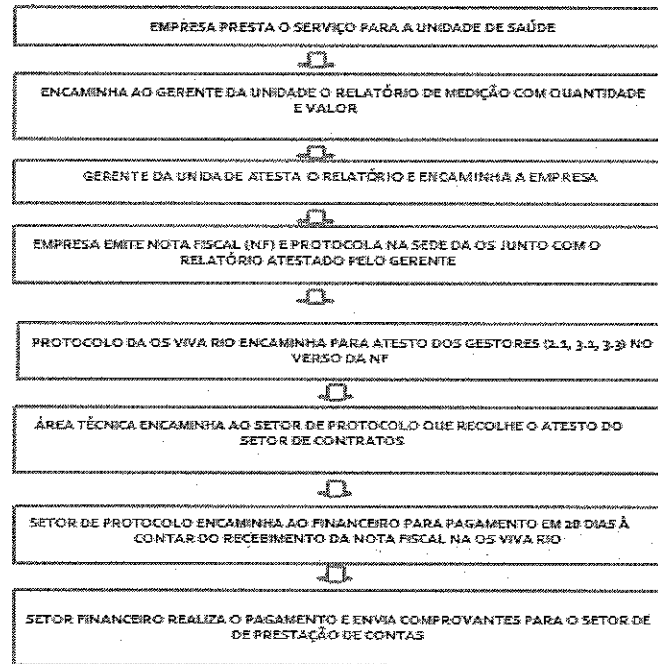 EMPRESA PRESTA O SERVIÇO PARA A UNIDADE DE SAÚDE
ENCAMINHA AO GERENTE DA UNIDADE O RELATÓRIO DE MEDIÇÃO COM QUANTIDADE
E VALOR
GERENTE DA UNIDADE ATESTA O RELATÓRIO E ENCAMINHA A EMPRESA
EMPRESA EMITE NOTA FISCAL (NF) E PROTOCOLA NA SEDE DA OS JUNTO COM O
RELATÓRIO ATESTADO PELO GERENTE
PROTOCOLO DA OS VIVA RIO ENCAMINHA PARA ATESTO DOS GESTORES (2.1, 3.1, 3.3) NO
VERSO DA NF
ÁREA TÉCNICA ENCAMINHA AO SETOR DE PROTOCOLO QUE RECOLHE O ATESTO DO
SETOR DE CONTRATOS
SETOR DE PROTOCOLO ENCAMINHA AO FINANCEIRO PARA PAGAMENTO EM 28 DIAS À
CONTAR DO RECEBIMENTO DA NOTA FISCAL NA OS VIVA RIO
SETOR FINANCEIRO REALIZA O PAGAMENTO E ENVIA COMPROVANTES PARA O SETOR DE
DE PRESTAÇÃO DE CONTAS